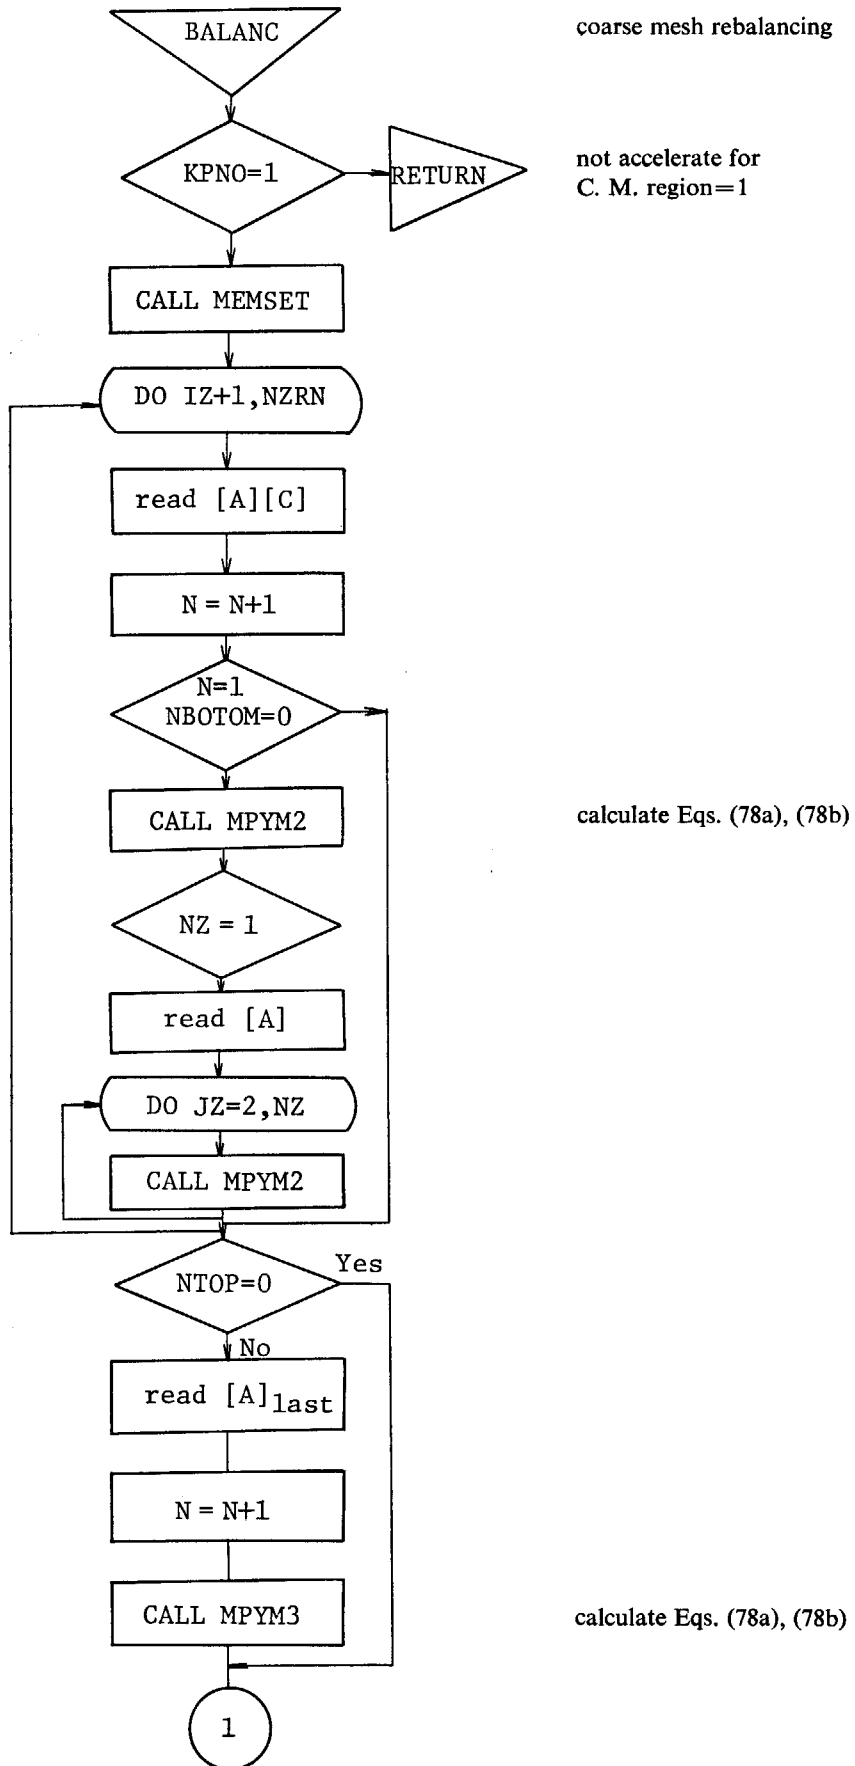 BALANC
coarse mesh rebalancing
KPNO=1
RETURN
not accelerate for
C. M. region=1
CALL MEMSET
DO IZ+1,NZRN
read [A][C]
N = N+1
N=1
NBOTOM=0
CALL MPYM2
calculate Eqs. (78a), (78b)
NZ = 1
read [A]
DO JZ=2,NZ
CALL MPYM2
NTOP=0
Yes
No
read [A]last
N = N+1
CALL MPYM3
calculate Eqs. (78a), (78b)
1